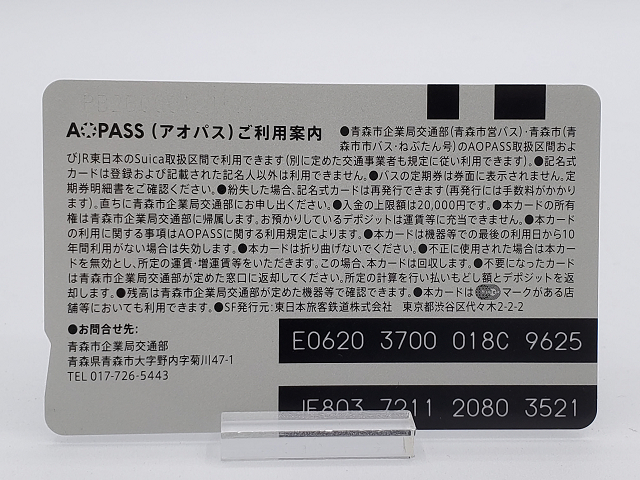 AOPASS (アオパス) ご利用案内 ●青森市企業局交通部(青森市営バス)・青森市(青
森市市バス・ねぶたん号)のAOPASS取扱区間およ
びJR東日本のSuica取扱区間で利用できます(別に定めた交通事業者も規定に従い利用できます)。●記名式
カードは登録および記載された記名人以外は利用できません。●バスの定期券は券面に表示されません。定
期券明細書をご確認ください。●紛失した場合、記名式カードは再発行できます(再発行には手数料がかかり
ます)。直ちに青森市企業局交通部にお申し出ください。●入金の上限額は20,000円です。●本カードの所有
権は青森市企業局交通部に帰属します。お預かりしているデポジットは運賃等に充当できません。●本カード
の利用に関する事項はAOPASSに関する利用規定によります。●本カードは機器等での最後の利用日から10
年間利用がない場合は失効します。●本カードは折り曲げないでください。●不正に使用された場合は本カー
ドを無効とし、所定の運賃・増運賃等をいただきます。この場合、本カードは回収します。●不要になったカード
は青森市企業局交通部が定めた窓口に返却してください。所定の計算を行い払いもどし額とデポジットを返
却します。●残高は青森市企業局交通部が定めた機器等で確認できます。●本カードは マークがある店
舗等においても利用できます。●SF発行元:東日本旅客鉄道株式会社 東京都渋谷区代々木2-2-2
●お問合せ先:
青森市企業局交通部
青森県青森市大字野内字菊川47-1
TEL 017-726-5443
E0620 3700 018C 9625
JE803 7211 2080 3521